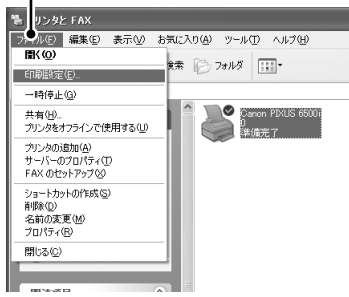 プリンタと FAX
ファイル(F) 編集(E) 表示(V) お気に入り(A) ツール(T) ヘルプ(H)
開く(O)
印刷設定(E)...
検索 フォルダ
一時停止(G)
共有(H)...
プリンタをオフラインで使用する(U)
Canon PIXUS 6500i
0
準備完了
プリンタの追加(A)
サーバーのプロパティ(T)
FAX のセットアップ(X)
ショートカットの作成(S)
削除(D)
名前の変更(M)
プロパティ(R)
閉じる(C)
関連項目